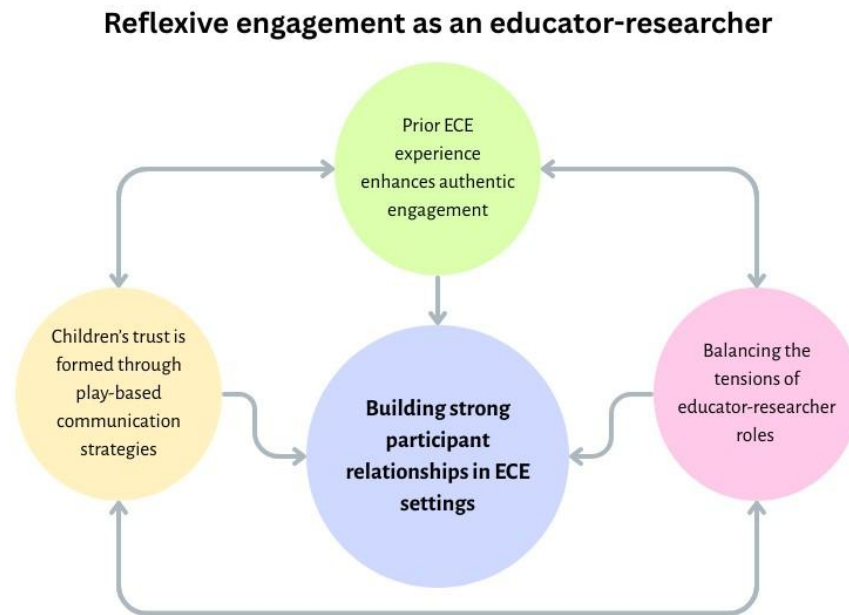 Reflexive engagement as an educator-researcher
Prior ECE
experience
enhances authentic
engagement
Children’s trust is
formed through
play-based
communication
strategies
Building strong
participant
relationships in ECE
settings
Balancing the
tensions of
educator-researcher
roles